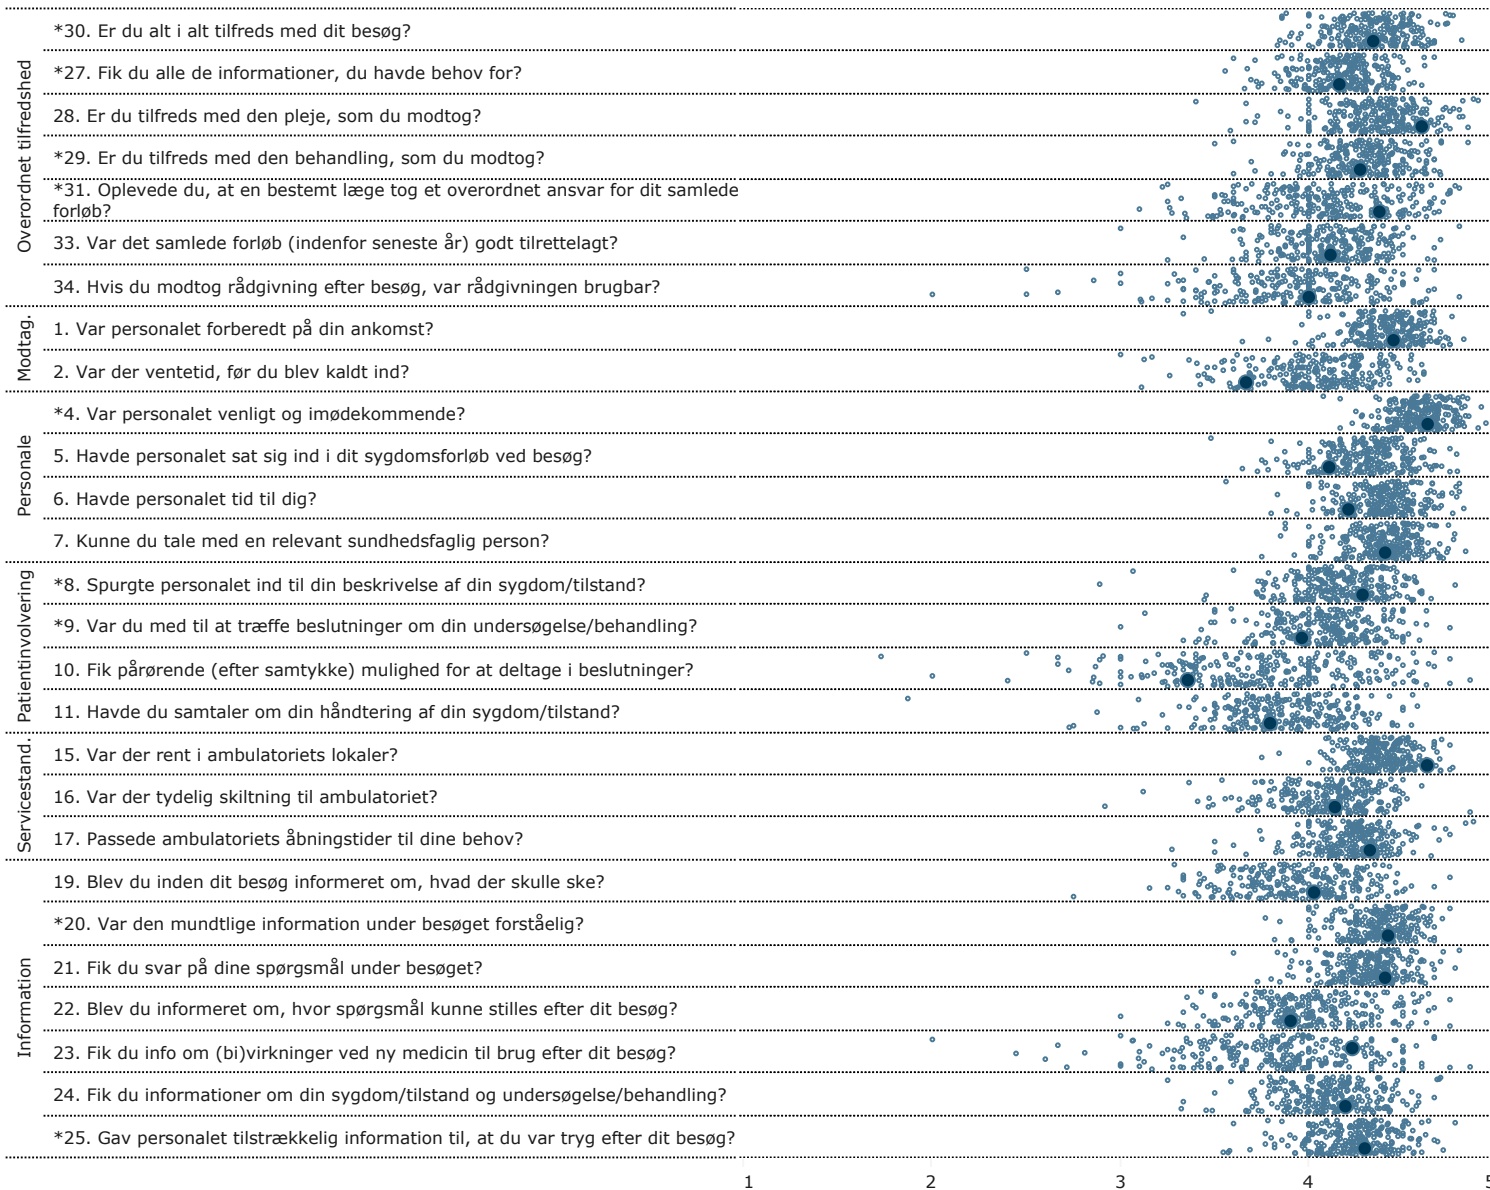 Overordnet tilfredshed
*30. Er du alt i alt tilfreds med dit besøg?
*27. Fik du alle de informationer, du havde behov for?
28. Er du tilfreds med den pleje, som du modtog?
*29. Er du tilfreds med den behandling, som du modtog?
*31. Oplevede du, at en bestemt læge tog et overordnet ansvar for dit samlede
forløb?
33. Var det samlede forløb (indenfor seneste år) godt tilrettelagt?
34. Hvis du modtog rådgivning efter besøg, var rådgivningen brugbar?
Modtag.
1. Var personalet forberedt på din ankomst?
2. Var der ventetid, før du blev kaldt ind?
Personale
*4. Var personalet venligt og imødekommende?
5. Havde personalet sat sig ind i dit sygdomsforløb ved besøg?
6. Havde personalet tid til dig?
7. Kunne du tale med en relevant sundhedsfaglig person?
Patientinvolvering
*8. Spurgte personalet ind til din beskrivelse af din sygdom/tilstand?
*9. Var du med til at træffe beslutninger om din undersøgelse/behandling?
10. Fik pårørende (efter samtykke) mulighed for at deltage i beslutninger?
11. Havde du samtaler om din håndtering af din sygdom/tilstand?
Servicestand.
15. Var der rent i ambulatoriets lokaler?
16. Var der tydelig skiltning til ambulatoriet?
17. Passede ambulatoriets åbningstider til dine behov?
Information
19. Blev du inden dit besøg informeret om, hvad der skulle ske?
*20. Var den mundtlige information under besøget forståelig?
21. Fik du svar på dine spørgsmål under besøget?
22. Blev du informeret om, hvor spørgsmål kunne stilles efter dit besøg?
23. Fik du info om (bi)virkninger ved ny medicin til brug efter dit besøg?
24. Fik du informationer om din sygdom/tilstand og undersøgelse/behandling?
*25. Gav personalet tilstrækkelig information til, at du var tryg efter dit besøg?
1 2 3 4 5